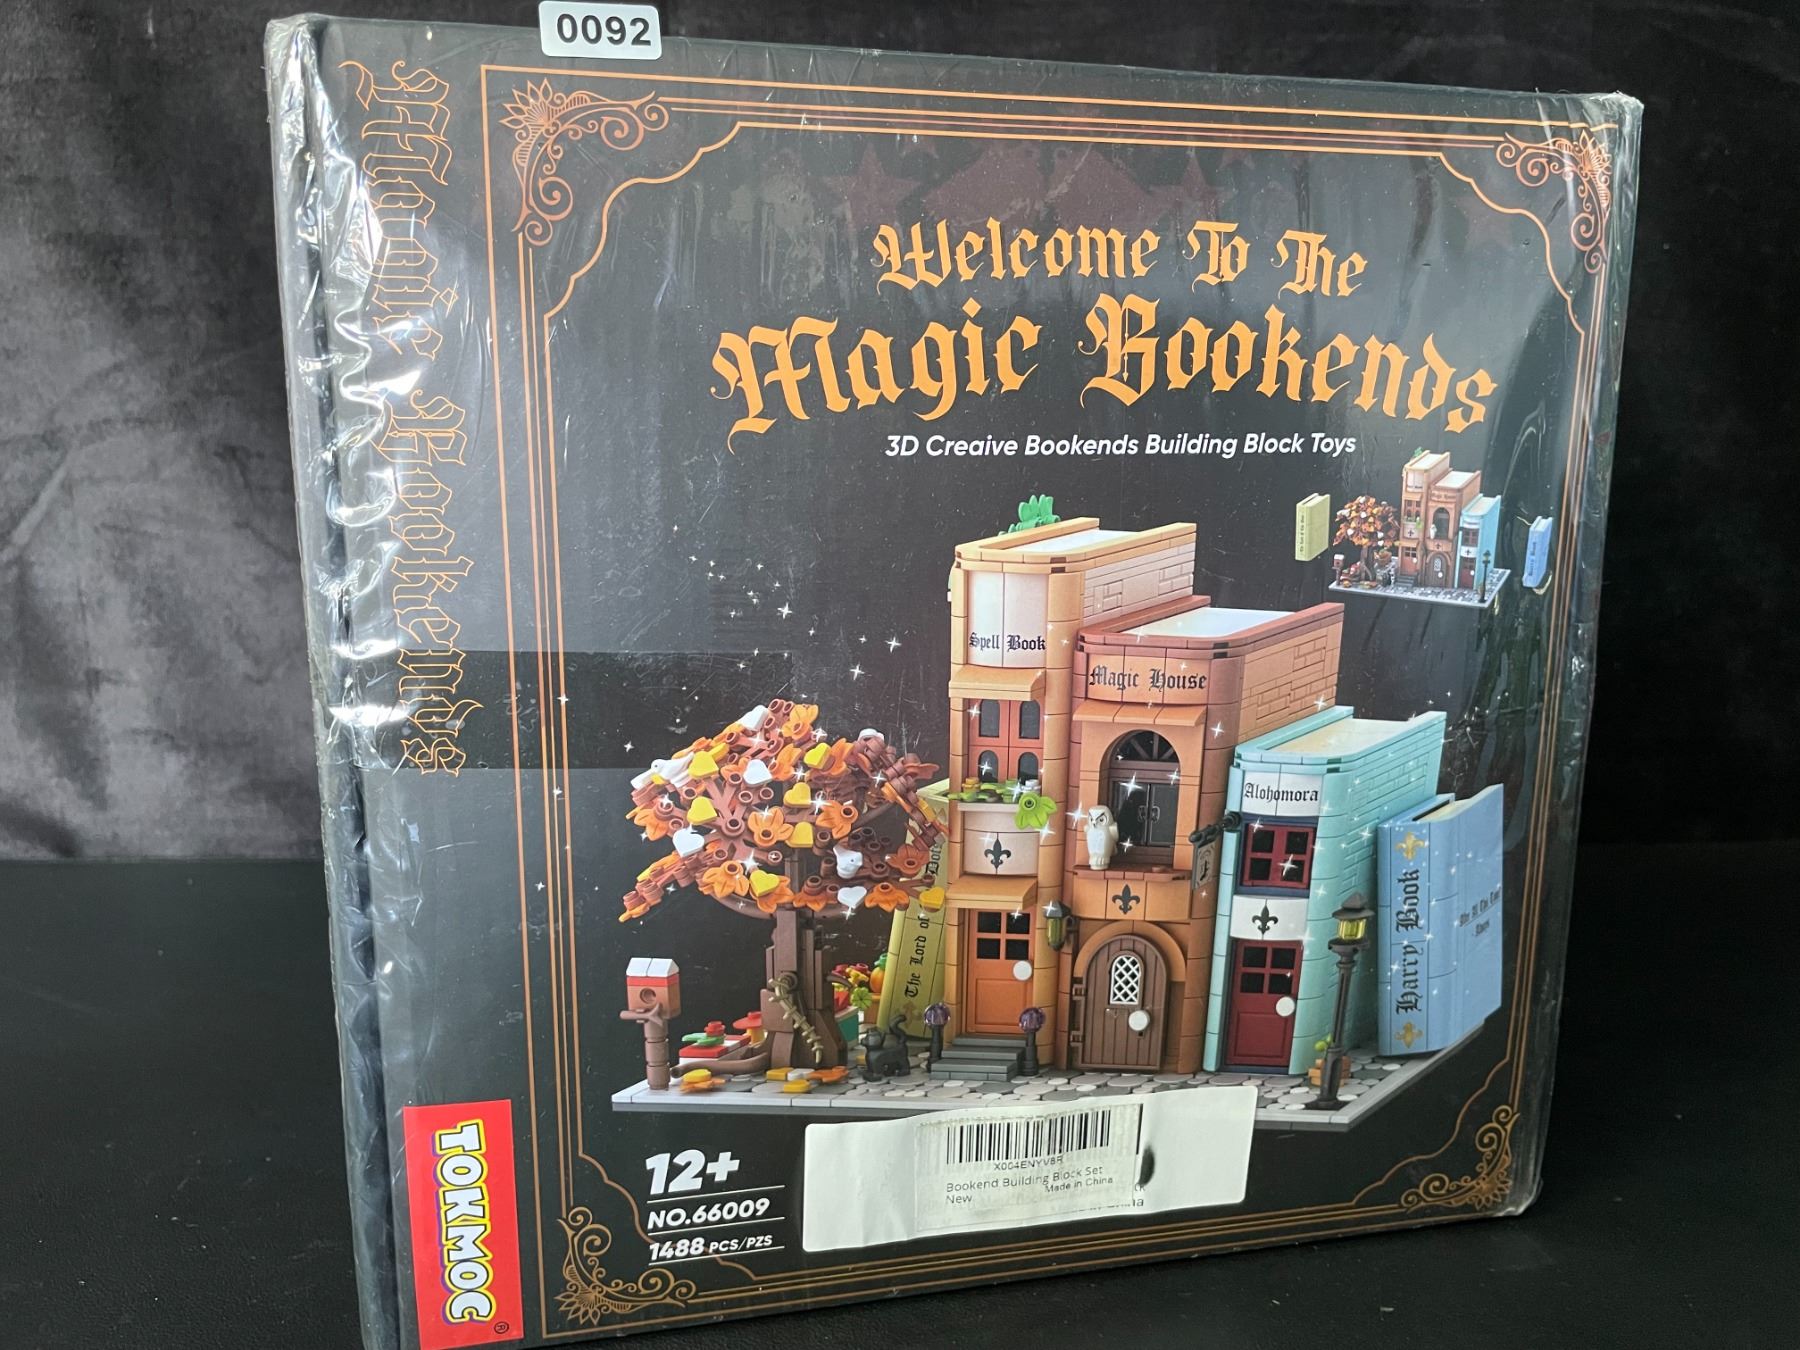 0092
Magic Bookends
Welcome To The
Magic Bookends
3D Creaive Bookends Building Block Toys
Spell Book
Magic House
Alohomora
The Lord of
Harry Book
12+
NO.66009
1488 PCS/PZS
X004ENYV8R
Bookend Building Block Set
New
Made in China
TOKMOC®